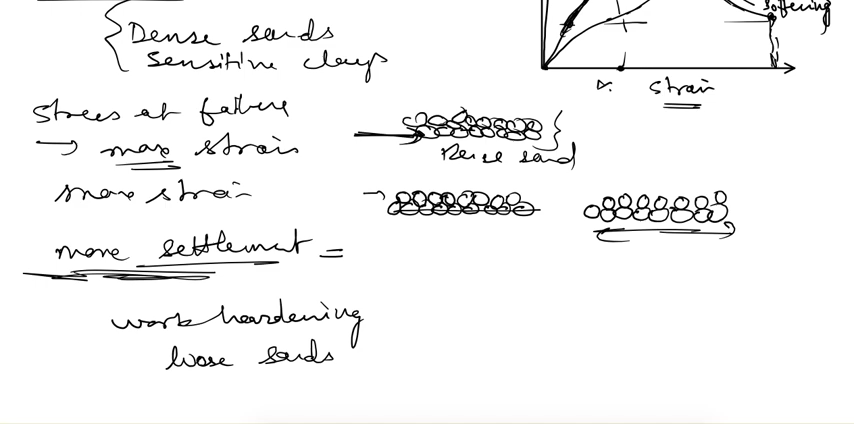 Dense sands
Sensitive clays
softening
strain
Stress at failure
→ max strain
Dense sand
more strain
more settlement =
work hardening
loose sands